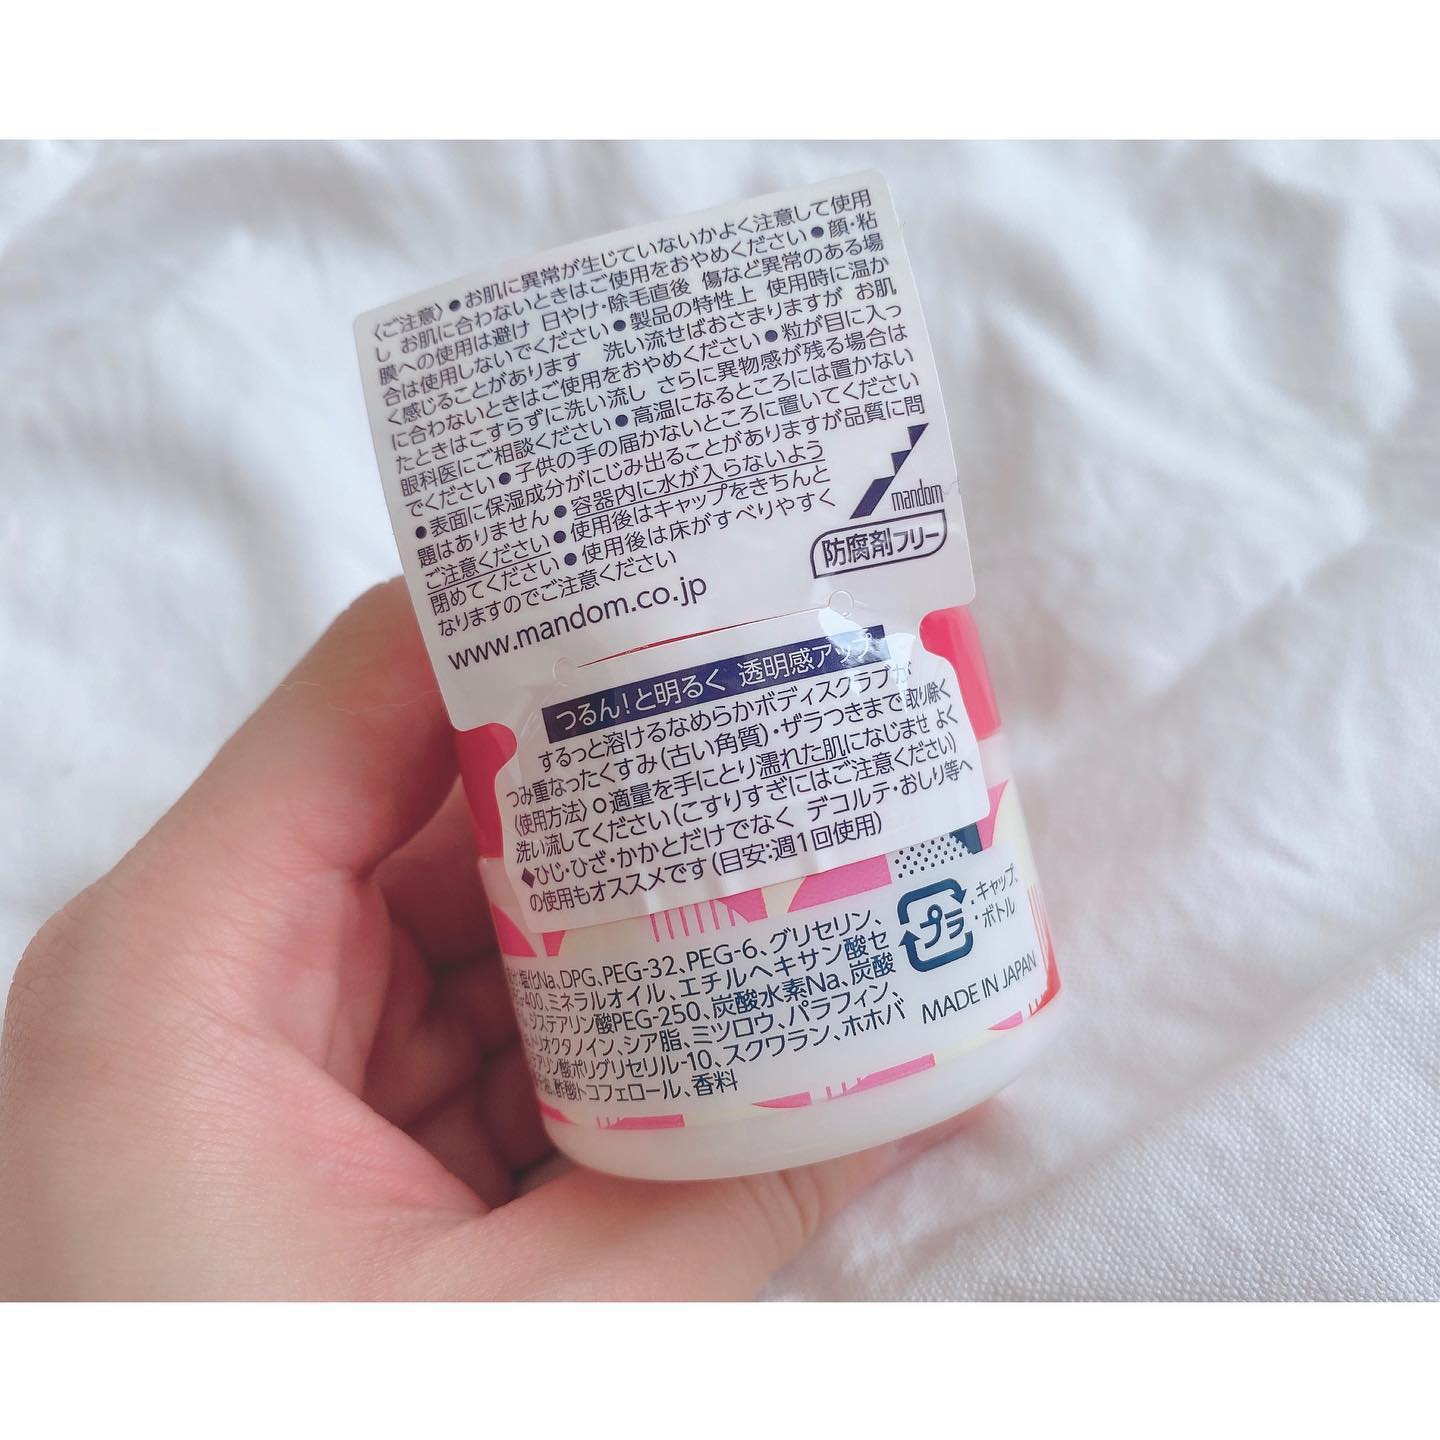 〈ご注意〉●お肌に異常が生じていないかよく注意して使用
し お肌に合わないときはご使用をおやめください●顔・粘
膜への使用は避け 日やけ・除毛直後 傷など異常のある場
合は使用しないでください●製品の特性上 使用時に温か
く感じることがあります 洗い流せばおさまりますが お肌
に合わないときはご使用をおやめください●粒が目に入っ
たときはこすらずに洗い流し さらに異物感が残る場合は
眼科医にご相談ください●高温になるところには置かない
でください●子供の手の届かないところに置いてください
●表面に保湿成分がにじみ出ることがありますが品質に問
題はありません●容器内に水が入らないよう
ご注意ください●使用後はキャップをきちんと
閉めてください●使用後は床がすべりやすく
なりますのでご注意ください
www.mandom.co.jp
mandom
防腐剤フリー
つるん!と明るく 透明感アップ
するっと溶けるなめらかボディスクラブが
つみ重なったくすみ(古い角質)・ザラつきまで取り除く
〈使用方法〉○適量を手にとり濡れた肌になじませ よく
洗い流してください(こすりすぎにはご注意ください)
◆ひじ・ひざ・かかとだけでなく デコルテ・おしり等へ
の使用もオススメです(目安:週1回使用)
塩化Na、DPG、PEG-32、PEG-6、グリセリン、
-400、ミネラルオイル、エチルヘキサン酸セ
ジステアリン酸PEG-250、炭酸水素Na、炭酸
リオクタノイン、シア脂、ミツロウ、パラフィン、
アリン酸ポリグリセリル-10、スクワラン、ホホバ
酢酸トコフェロール、香料
プラ
・キャップ、
・ボトル
MADE IN JAPAN